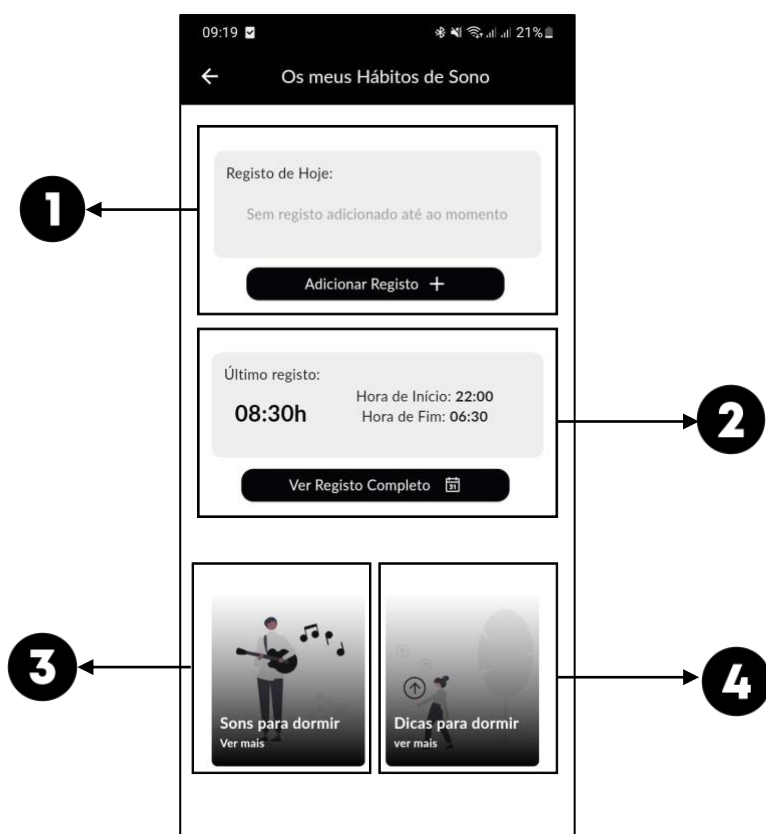 09:19
21%
Os meus Hábitos de Sono
1
Registo de Hoje:
Sem registo adicionado até ao momento
Adicionar Registo +
2
Último registo:
08:30h
Hora de Início: 22:00
Hora de Fim: 06:30
Ver Registo Completo 31
3
Sons para dormir
Ver mais
4
Dicas para dormir
ver mais